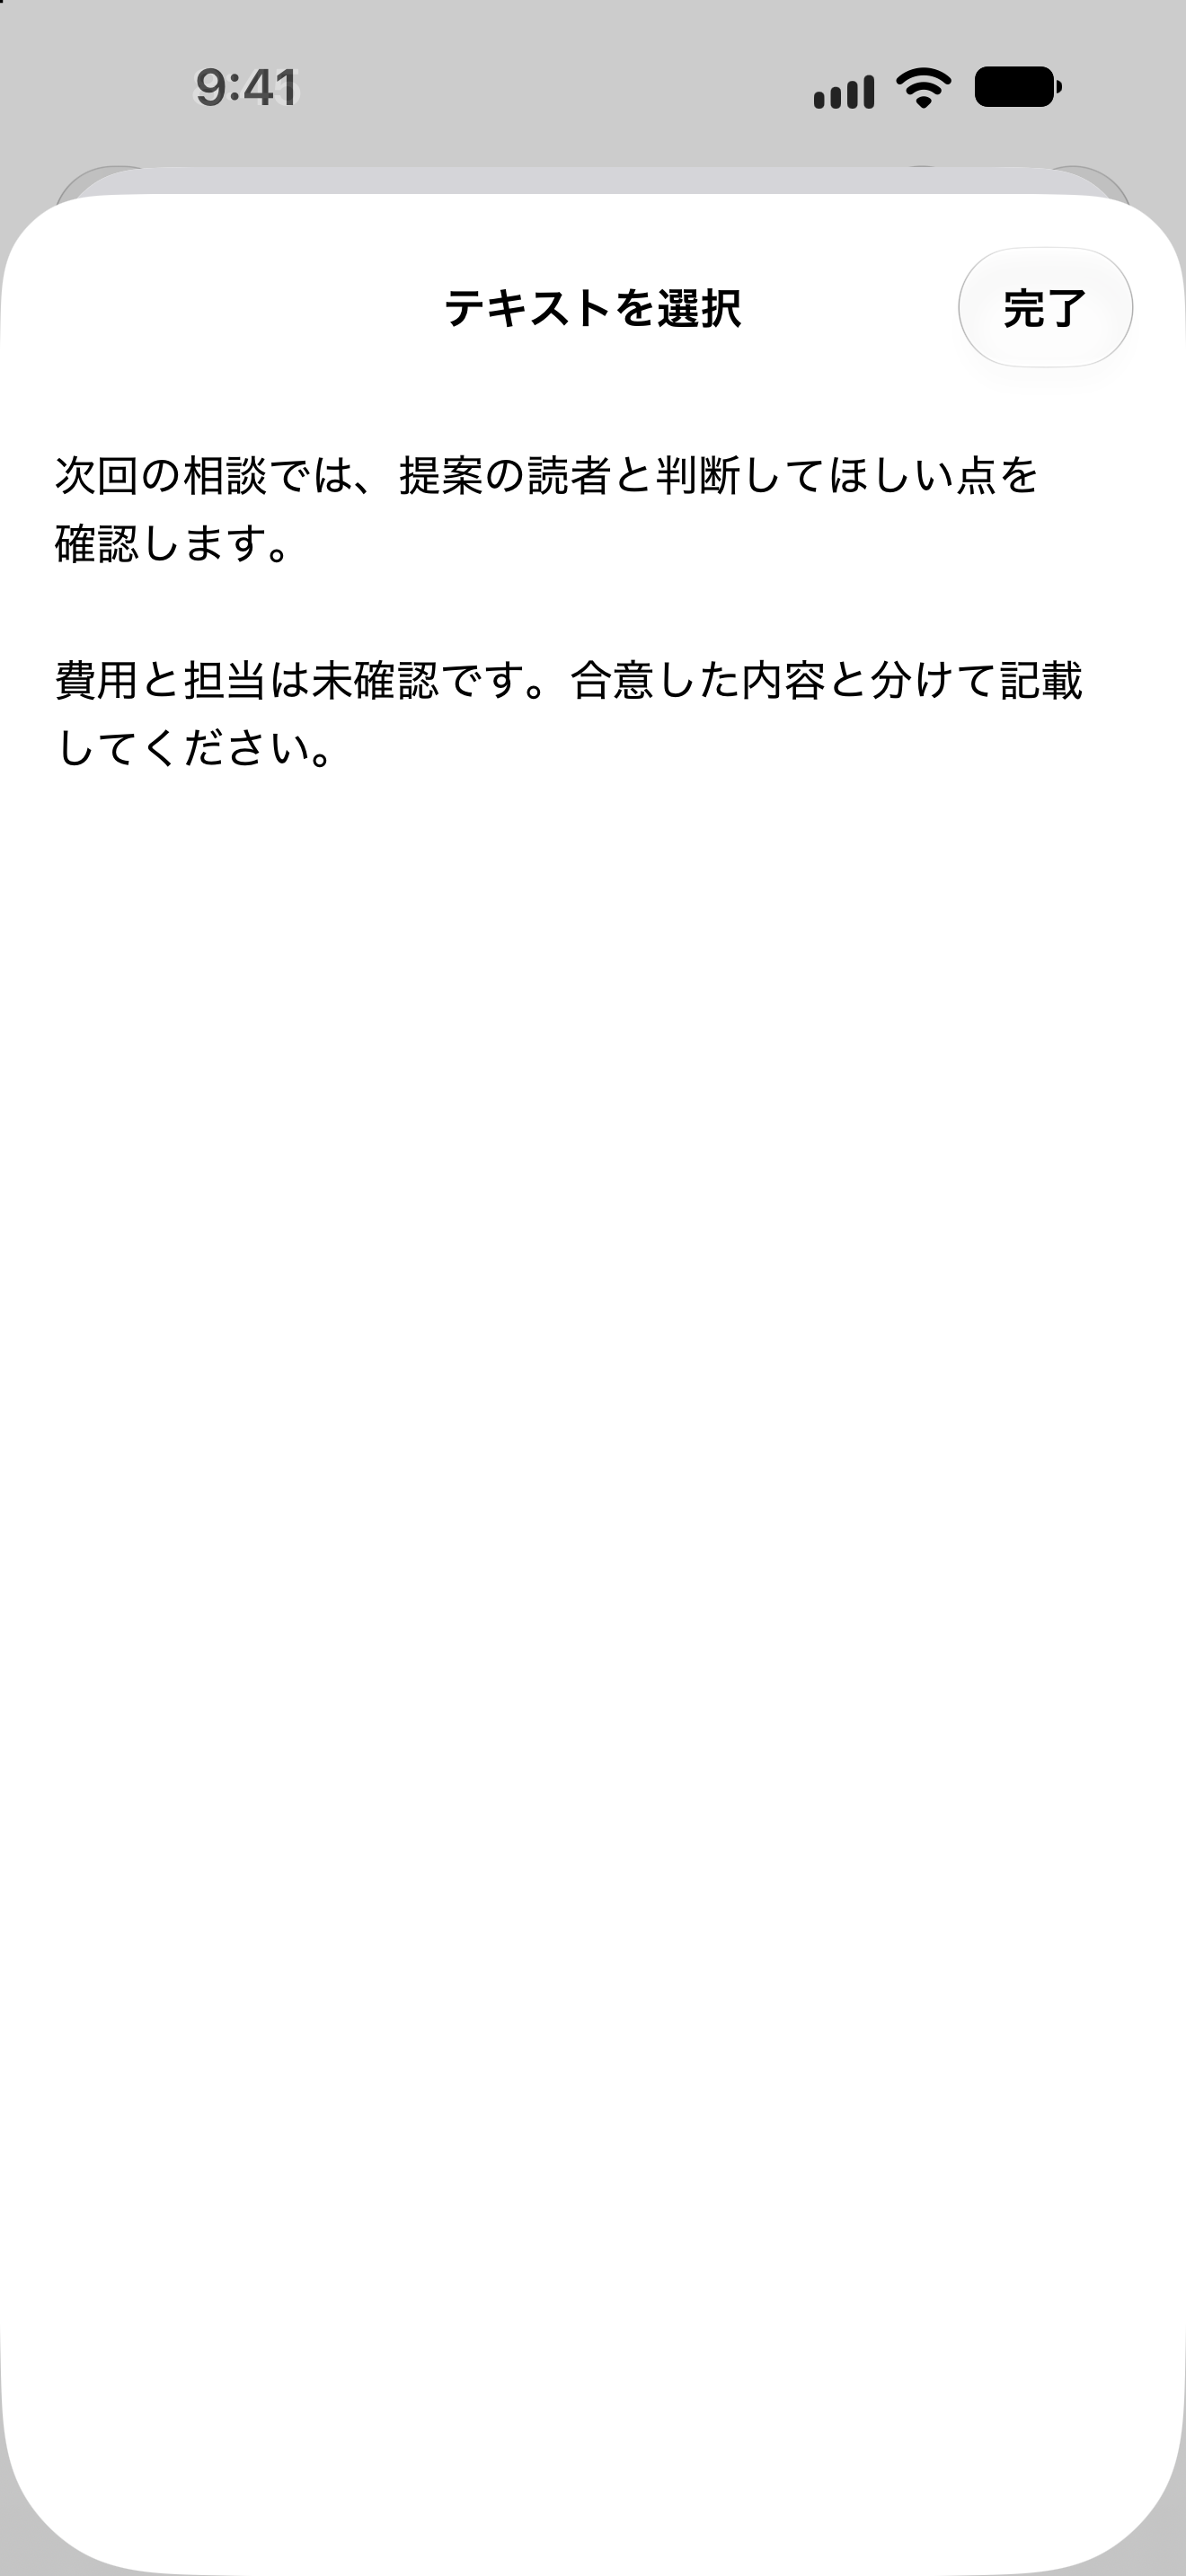 9:41
テキストを選択
完了
次回の相談では、提案の読者と判断してほしい点を
確認します。
費用と担当は未確認です。合意した内容と分けて記載
してください。